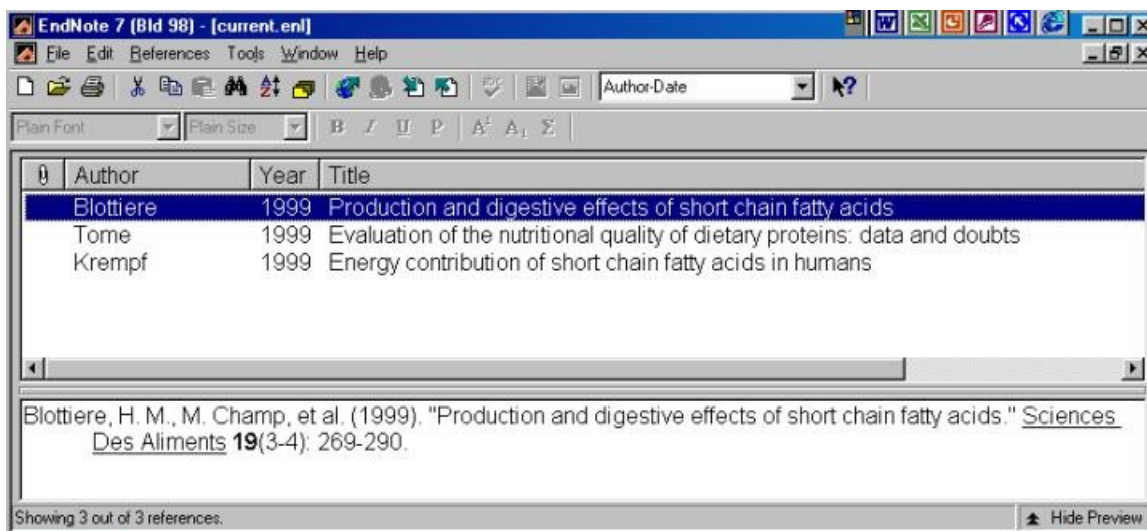 EndNote 7 (Bld 98) - [current.enl]
File Edit References Tools Window Help
Author-Date
Plain Font Plain Size B I U P A¹ A₁ Σ
Author Year Title
Blottiere 1999 Production and digestive effects of short chain fatty acids
Tome 1999 Evaluation of the nutritional quality of dietary proteins: data and doubts
Krempf 1999 Energy contribution of short chain fatty acids in humans
Blottiere, H. M., M. Champ, et al. (1999). "Production and digestive effects of short chain fatty acids." Sciences
Des Aliments 19(3-4): 269-290.
Showing 3 out of 3 references. Hide Preview